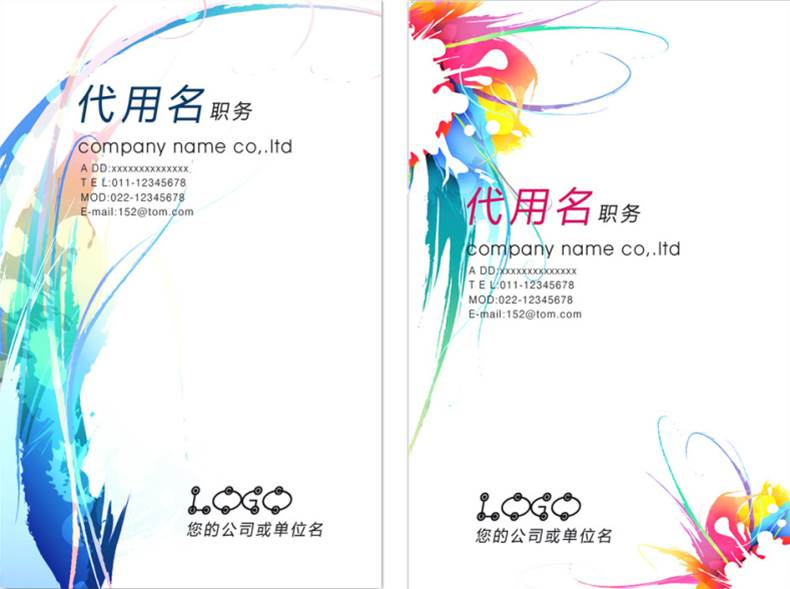 代用名 职务
company name co,.ltd
A DD:xxxxxxxxxxxxxx
T E L:011-12345678
MOD:022-12345678
E-mail:152@tom.com
LOGO
您的公司或单位名
代用名 职务
company name co,.ltd
A DD:xxxxxxxxxxxxxx
T E L:011-12345678
MOD:022-12345678
E-mail:152@tom.com
LOGO
您的公司或单位名